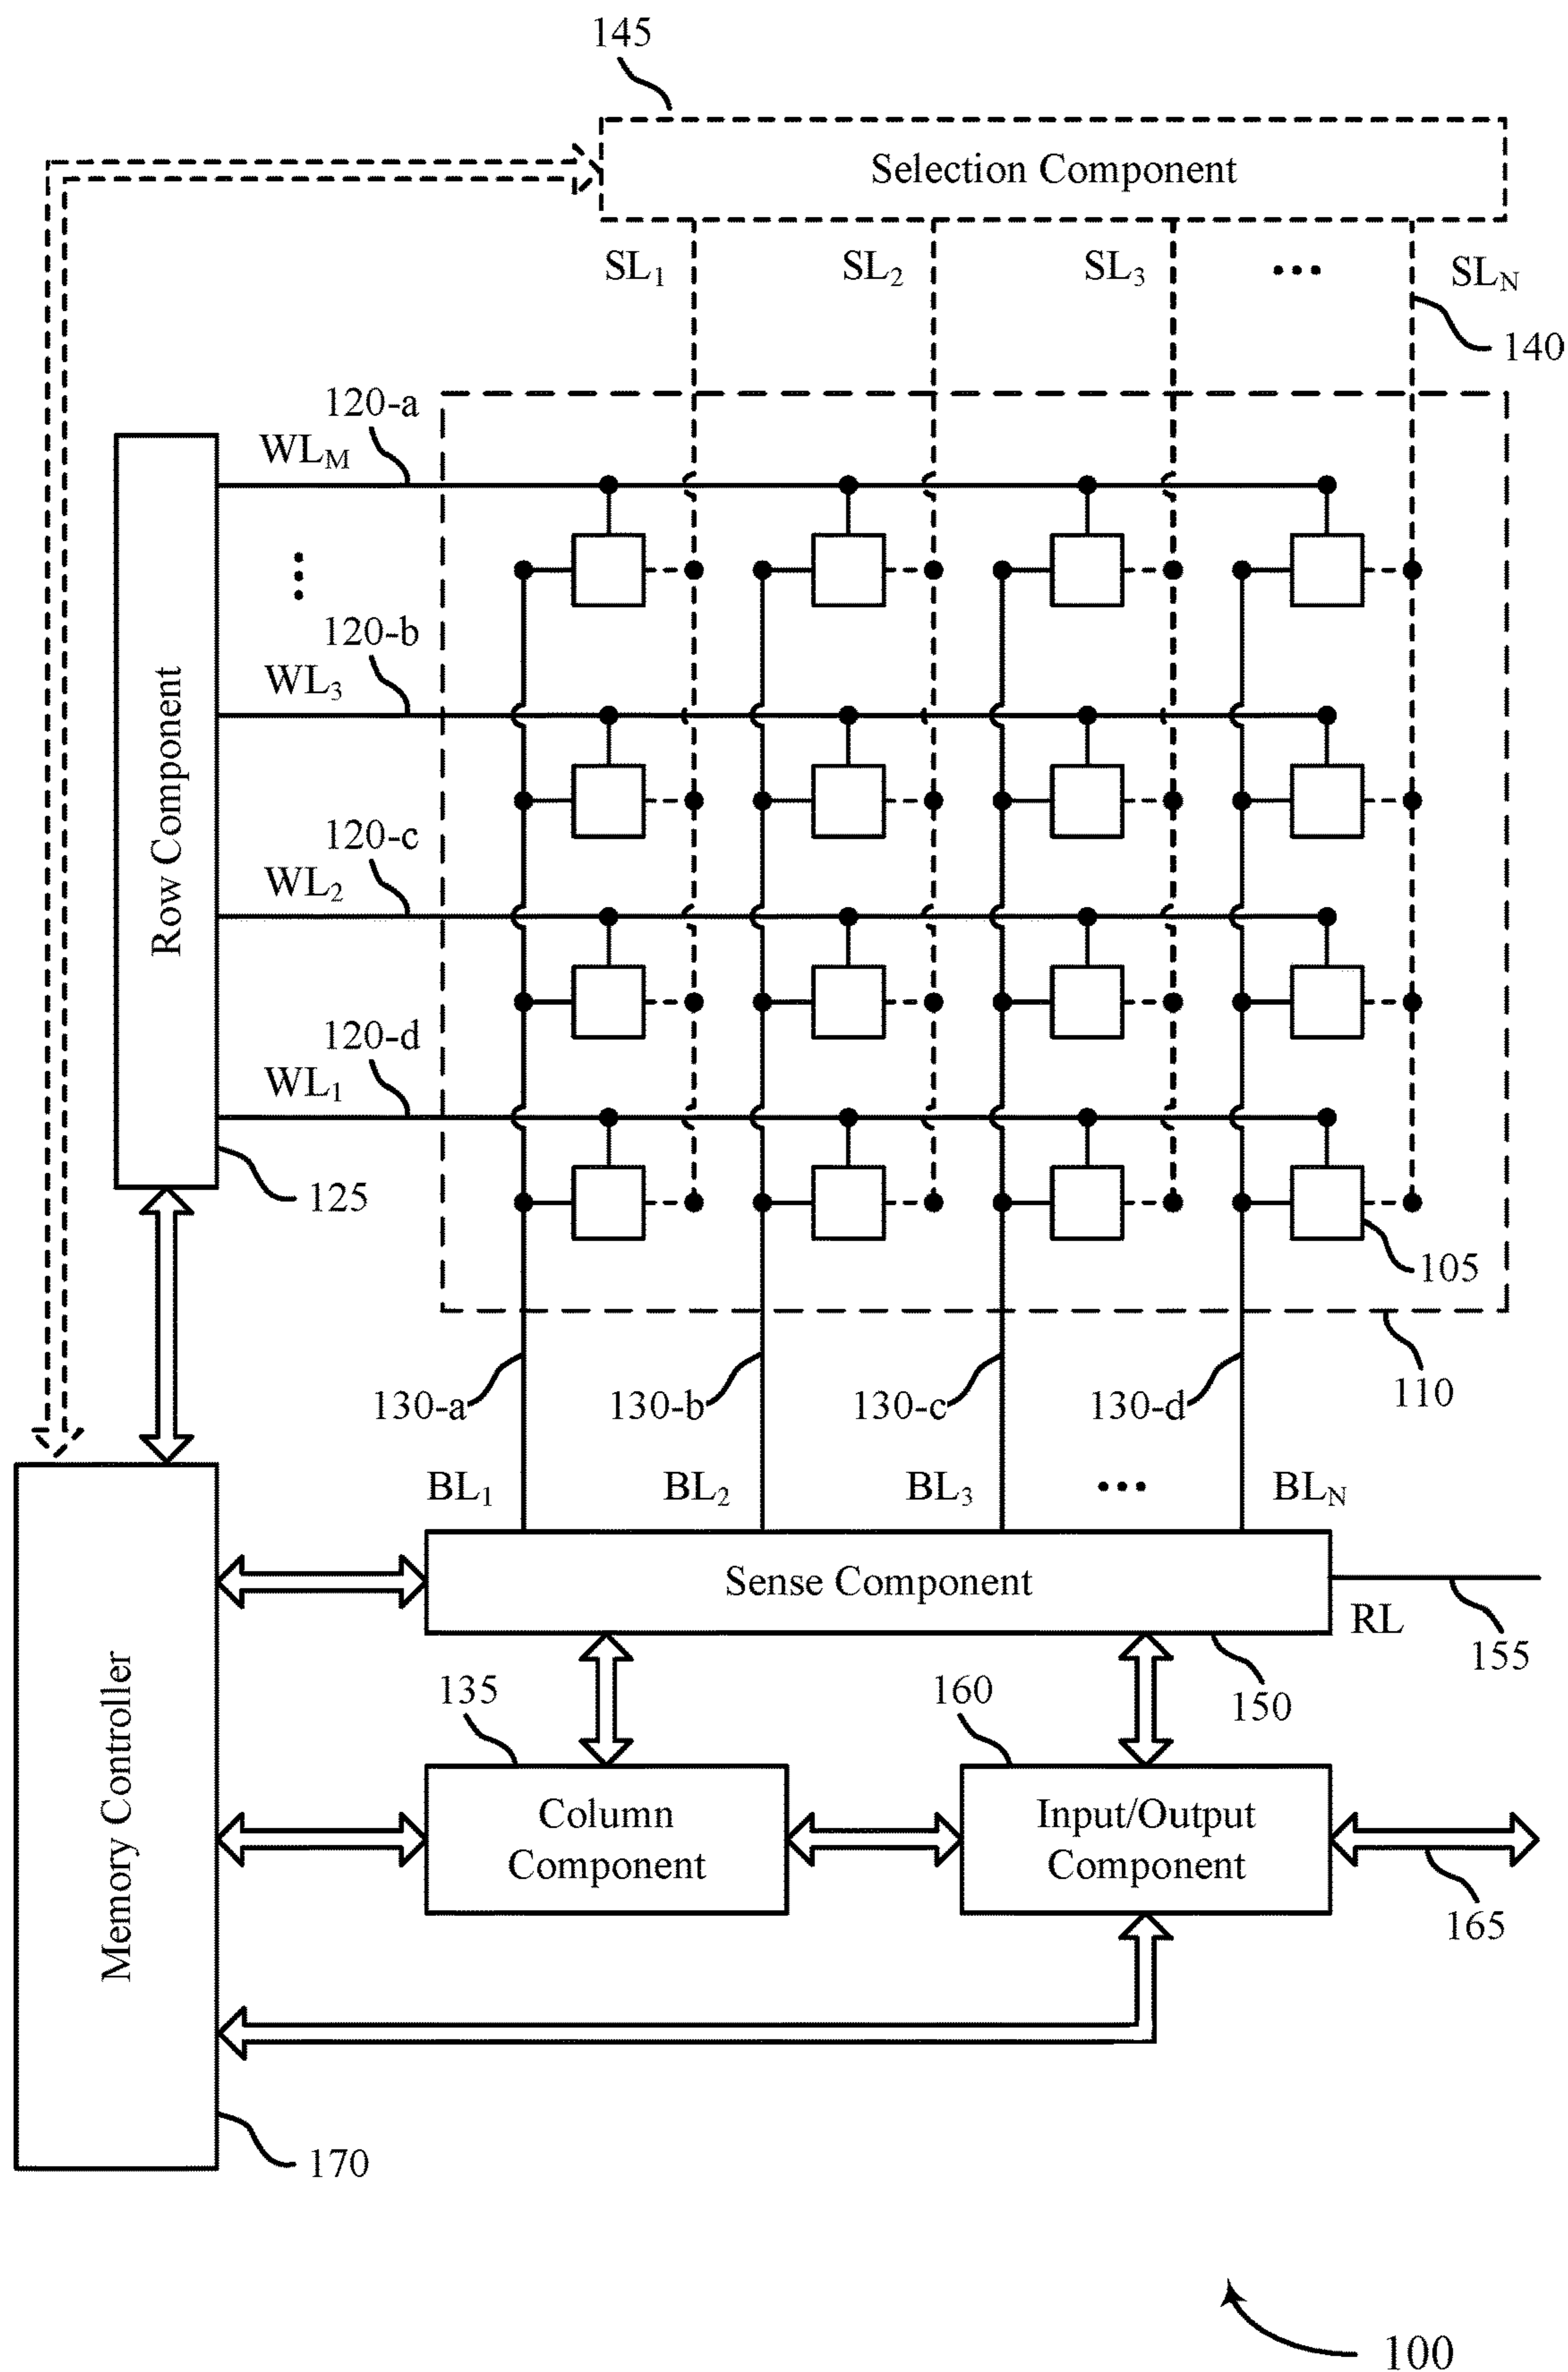 145
Selection Component
SL1 SL2 SL3 ... SLN
140
120-a
WLM
⋮
120-b
WL3
Row Component
120-c
WL2
120-d
WL1
125
105
110
130-a 130-b 130-c 130-d
BL1 BL2 BL3 ... BLN
Sense Component
RL
155
150
135
160
Memory Controller
Column
Component
Input/Output
Component
165
170
100